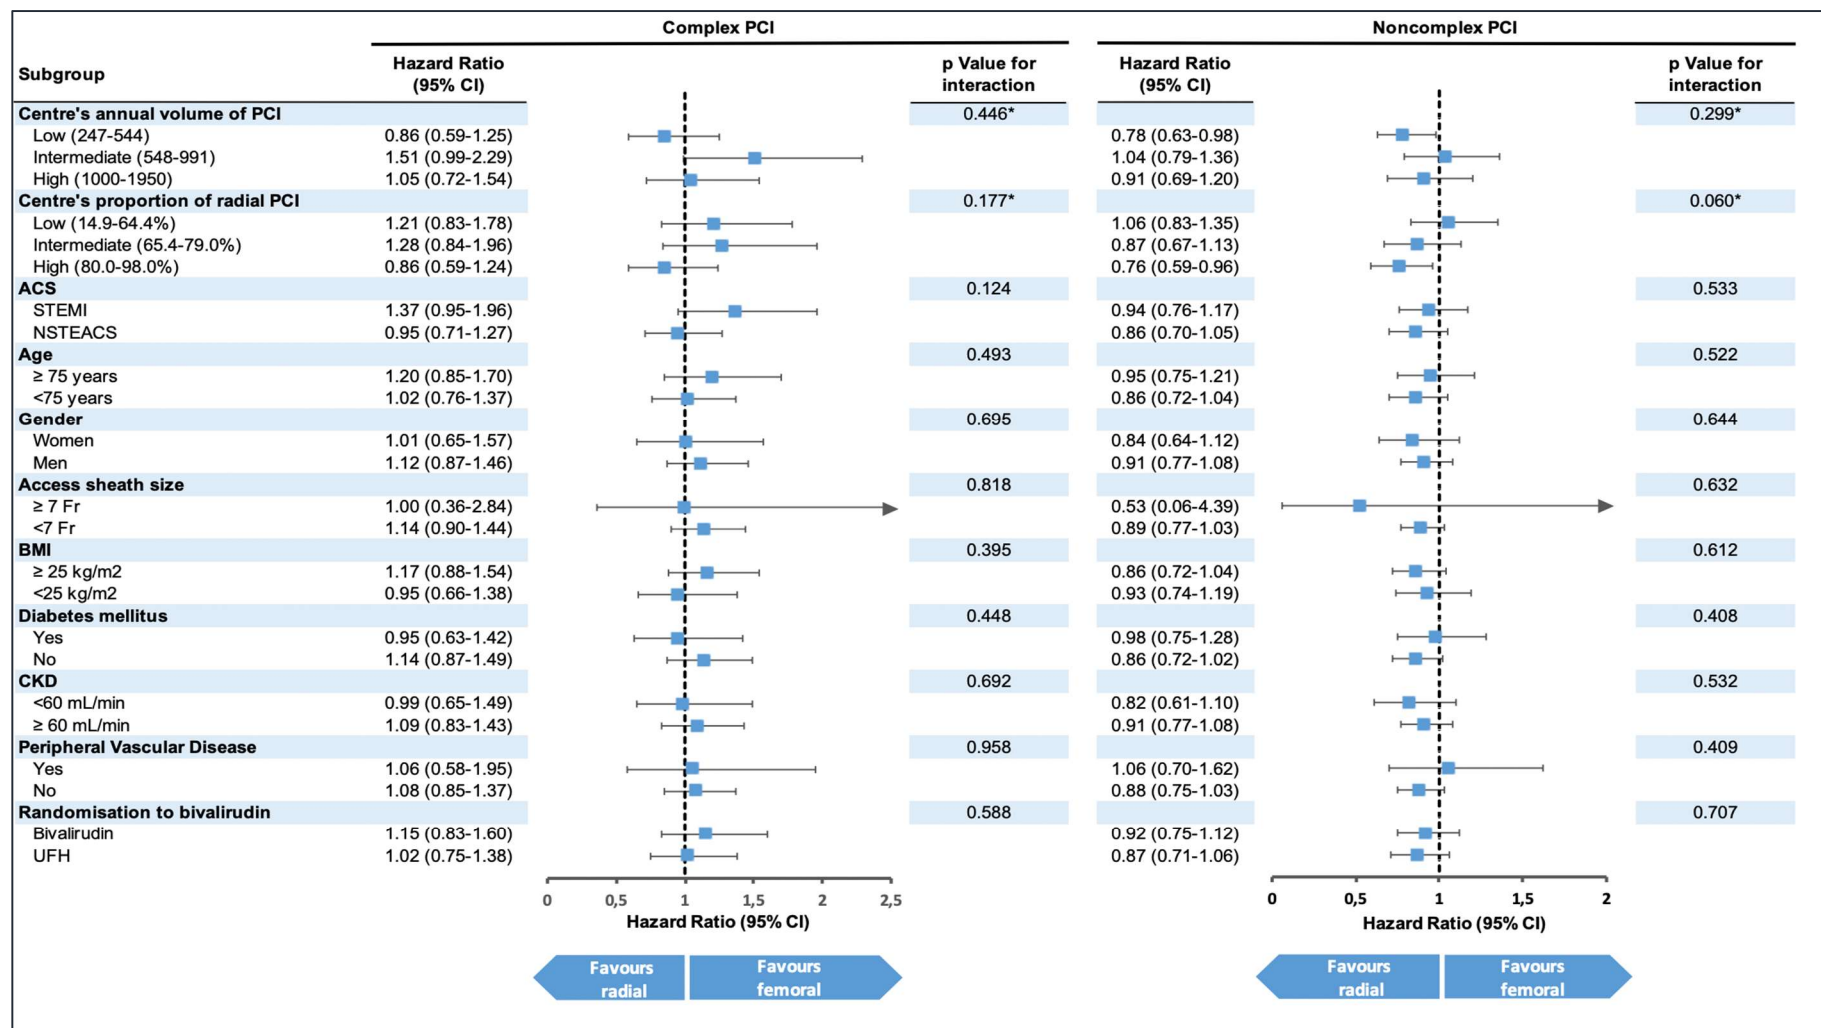 Complex PCI Noncomplex PCI
Subgroup Hazard Ratio (95% CI) p Value for interaction Hazard Ratio (95% CI) p Value for interaction
Centre's annual volume of PCI 0.446* 0.299*
Low (247-544) 0.86 (0.59-1.25) 0.78 (0.63-0.98)
Intermediate (548-991) 1.51 (0.99-2.29) 1.04 (0.79-1.36)
High (1000-1950) 1.05 (0.72-1.54) 0.91 (0.69-1.20)
Centre's proportion of radial PCI 0.177* 0.060*
Low (14.9-64.4%) 1.21 (0.83-1.78) 1.06 (0.83-1.35)
Intermediate (65.4-79.0%) 1.28 (0.84-1.96) 0.87 (0.67-1.13)
High (80.0-98.0%) 0.86 (0.59-1.24) 0.76 (0.59-0.96)
ACS 0.124 0.533
STEMI 1.37 (0.95-1.96) 0.94 (0.76-1.17)
NSTEACS 0.95 (0.71-1.27) 0.86 (0.70-1.05)
Age 0.493 0.522
≥ 75 years 1.20 (0.85-1.70) 0.95 (0.75-1.21)
<75 years 1.02 (0.76-1.37) 0.86 (0.72-1.04)
Gender 0.695 0.644
Women 1.01 (0.65-1.57) 0.84 (0.64-1.12)
Men 1.12 (0.87-1.46) 0.91 (0.77-1.08)
Access sheath size 0.818 0.632
≥ 7 Fr 1.00 (0.36-2.84) 0.53 (0.06-4.39)
<7 Fr 1.14 (0.90-1.44) 0.89 (0.77-1.03)
BMI 0.395 0.612
≥ 25 kg/m2 1.17 (0.88-1.54) 0.86 (0.72-1.04)
<25 kg/m2 0.95 (0.66-1.38) 0.93 (0.74-1.19)
Diabetes mellitus 0.448 0.408
Yes 0.95 (0.63-1.42) 0.98 (0.75-1.28)
No 1.14 (0.87-1.49) 0.86 (0.72-1.02)
CKD 0.692 0.532
<60 mL/min 0.99 (0.65-1.49) 0.82 (0.61-1.10)
≥ 60 mL/min 1.09 (0.83-1.43) 0.91 (0.77-1.08)
Peripheral Vascular Disease 0.958 0.409
Yes 1.06 (0.58-1.95) 1.06 (0.70-1.62)
No 1.08 (0.85-1.37) 0.88 (0.75-1.03)
Randomisation to bivalirudin 0.588 0.707
Bivalirudin 1.15 (0.83-1.60) 0.92 (0.75-1.12)
UFH 1.02 (0.75-1.38) 0.87 (0.71-1.06)
0 0,5 1 1,5 2 2,5 0 0,5 1 1,5 2
Hazard Ratio (95% CI) Hazard Ratio (95% CI)
Favours radial Favours femoral Favours radial Favours femoral